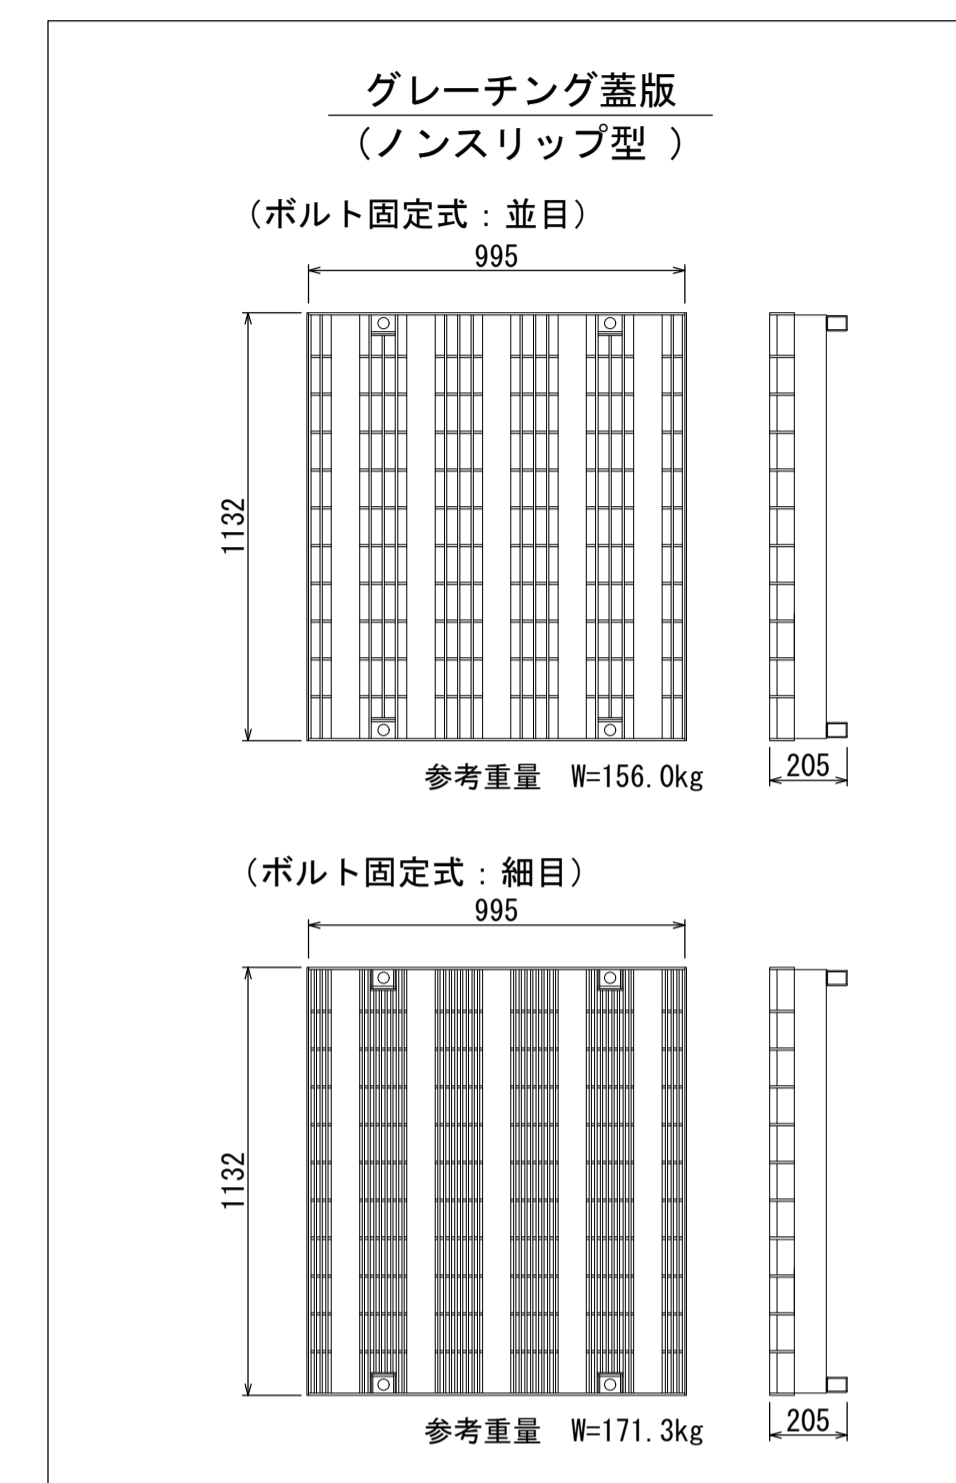 グレーチング蓋版
(ノンスリップ型 )
(ボルト固定式:並目)
995
1132
205
参考重量 W=156.0kg
(ボルト固定式:細目)
995
1132
205
参考重量 W=171.3kg